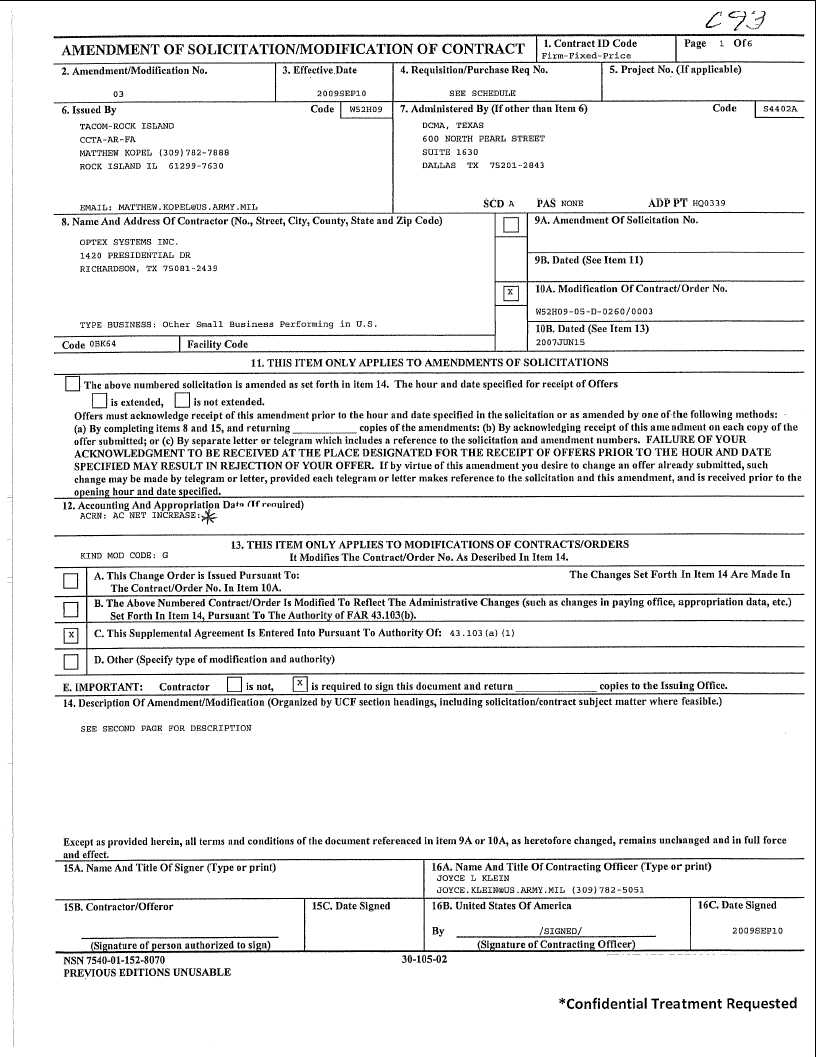 C93
AMENDMENT OF SOLICITATION/MODIFICATION OF CONTRACT
1. Contract ID Code
Firm-Fixed-Price
Page 1 Of 6
2. Amendment/Modification No.
03
3. Effective Date
2009SEP10
4. Requisition/Purchase Req No.
SEE SCHEDULE
5. Project No. (If applicable)
6. Issued By
Code W52H09
TACOM-ROCK ISLAND
CCTA-AR-FA
MATTHEW KOPEL (309)782-7888
ROCK ISLAND IL 61299-7630
EMAIL: MATTHEW.KOPEL@US.ARMY.MIL
7. Administered By (If other than Item 6)
Code S4402A
DCMA, TEXAS
600 NORTH PEARL STREET
SUITE 1630
DALLAS TX 75201-2843
SCD A PAS NONE ADP PT HQ0339
8. Name And Address Of Contractor (No., Street, City, County, State and Zip Code)
OPTEX SYSTEMS INC.
1420 PRESIDENTIAL DR
RICHARDSON, TX 75081-2439
TYPE BUSINESS: Other Small Business Performing in U.S.
Code 0BK64 Facility Code
9A. Amendment Of Solicitation No.
9B. Dated (See Item 11)
X 10A. Modification Of Contract/Order No.
W52H09-05-D-0260/0003
10B. Dated (See Item 13)
2007JUN15
11. THIS ITEM ONLY APPLIES TO AMENDMENTS OF SOLICITATIONS
The above numbered solicitation is amended as set forth in item 14. The hour and date specified for receipt of Offers
is extended, is not extended.
Offers must acknowledge receipt of this amendment prior to the hour and date specified in the solicitation or as amended by one of the following methods:
(a) By completing items 8 and 15, and returning ____________ copies of the amendments: (b) By acknowledging receipt of this amendment on each copy of the
offer submitted; or (c) By separate letter or telegram which includes a reference to the solicitation and amendment numbers. FAILURE OF YOUR
ACKNOWLEDGMENT TO BE RECEIVED AT THE PLACE DESIGNATED FOR THE RECEIPT OF OFFERS PRIOR TO THE HOUR AND DATE
SPECIFIED MAY RESULT IN REJECTION OF YOUR OFFER. If by virtue of this amendment you desire to change an offer already submitted, such
change may be made by telegram or letter, provided each telegram or letter makes reference to the solicitation and this amendment, and is received prior to the
opening hour and date specified.
12. Accounting And Appropriation Data (If required)
ACRN: AC NET INCREASE: *
13. THIS ITEM ONLY APPLIES TO MODIFICATIONS OF CONTRACTS/ORDERS
KIND MOD CODE: G It Modifies The Contract/Order No. As Described In Item 14.
A. This Change Order is Issued Pursuant To: The Changes Set Forth In Item 14 Are Made In
The Contract/Order No. In Item 10A.
B. The Above Numbered Contract/Order Is Modified To Reflect The Administrative Changes (such as changes in paying office, appropriation data, etc.)
Set Forth In Item 14, Pursuant To The Authority of FAR 43.103(b).
X C. This Supplemental Agreement Is Entered Into Pursuant To Authority Of: 43.103(a)(1)
D. Other (Specify type of modification and authority)
E. IMPORTANT: Contractor is not, X is required to sign this document and return ______________ copies to the Issuing Office.
14. Description Of Amendment/Modification (Organized by UCF section headings, including solicitation/contract subject matter where feasible.)
SEE SECOND PAGE FOR DESCRIPTION
Except as provided herein, all terms and conditions of the document referenced in item 9A or 10A, as heretofore changed, remains unchanged and in full force
and effect.
15A. Name And Title Of Signer (Type or print)
16A. Name And Title Of Contracting Officer (Type or print)
JOYCE L KLEIN
JOYCE.KLEIN@US.ARMY.MIL (309)782-5051
15B. Contractor/Offeror
(Signature of person authorized to sign)
15C. Date Signed
16B. United States Of America
By /SIGNED/
(Signature of Contracting Officer)
16C. Date Signed
2009SEP10
NSN 7540-01-152-8070 30-105-02
PREVIOUS EDITIONS UNUSABLE
*Confidential Treatment Requested